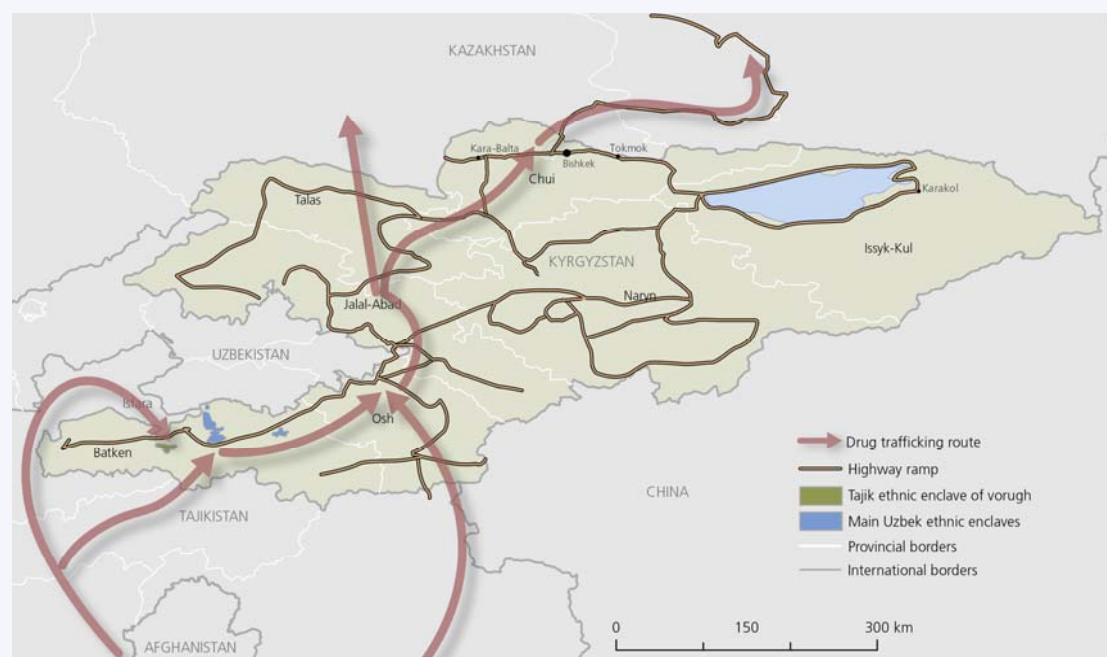 KAZAKHSTAN
Kara-Balta
Tokmok
Bishkek
Chui
Talas
Karakol
Issyk-Kul
KYRGYZSTAN
Naryn
Jalal-Abad
UZBEKISTAN
Isfara
Osh
Batken
TAJIKISTAN
CHINA
AFGHANISTAN
Drug trafficking route
Highway ramp
Tajik ethnic enclave of vorugh
Main Uzbek ethnic enclaves
Provincial borders
International borders
0 150 300 km